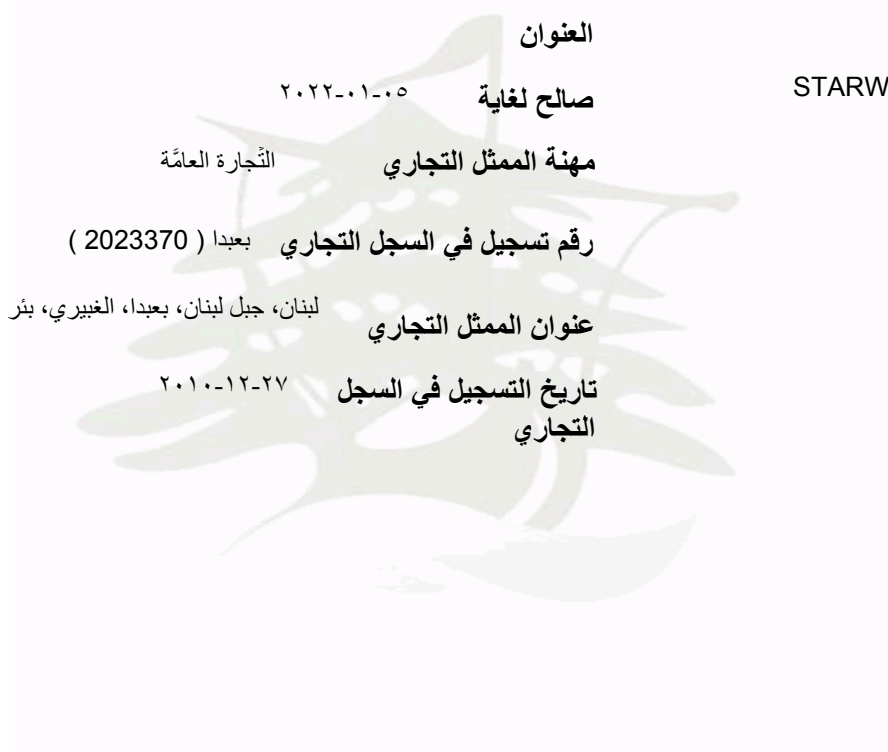 العنوان
STARW
صالح لغاية ٠٥-٠١-٢٠٢٢
مهنة الممثل التجاري التّجارة العامَّة
رقم تسجيل في السجل التجاري بعبدا ( 2023370 )
عنوان الممثل التجاري لبنان، جبل لبنان، بعبدا، الغبيري، بئر
تاريخ التسجيل في السجل ٢٧-١٢-٢٠١٠
التجاري